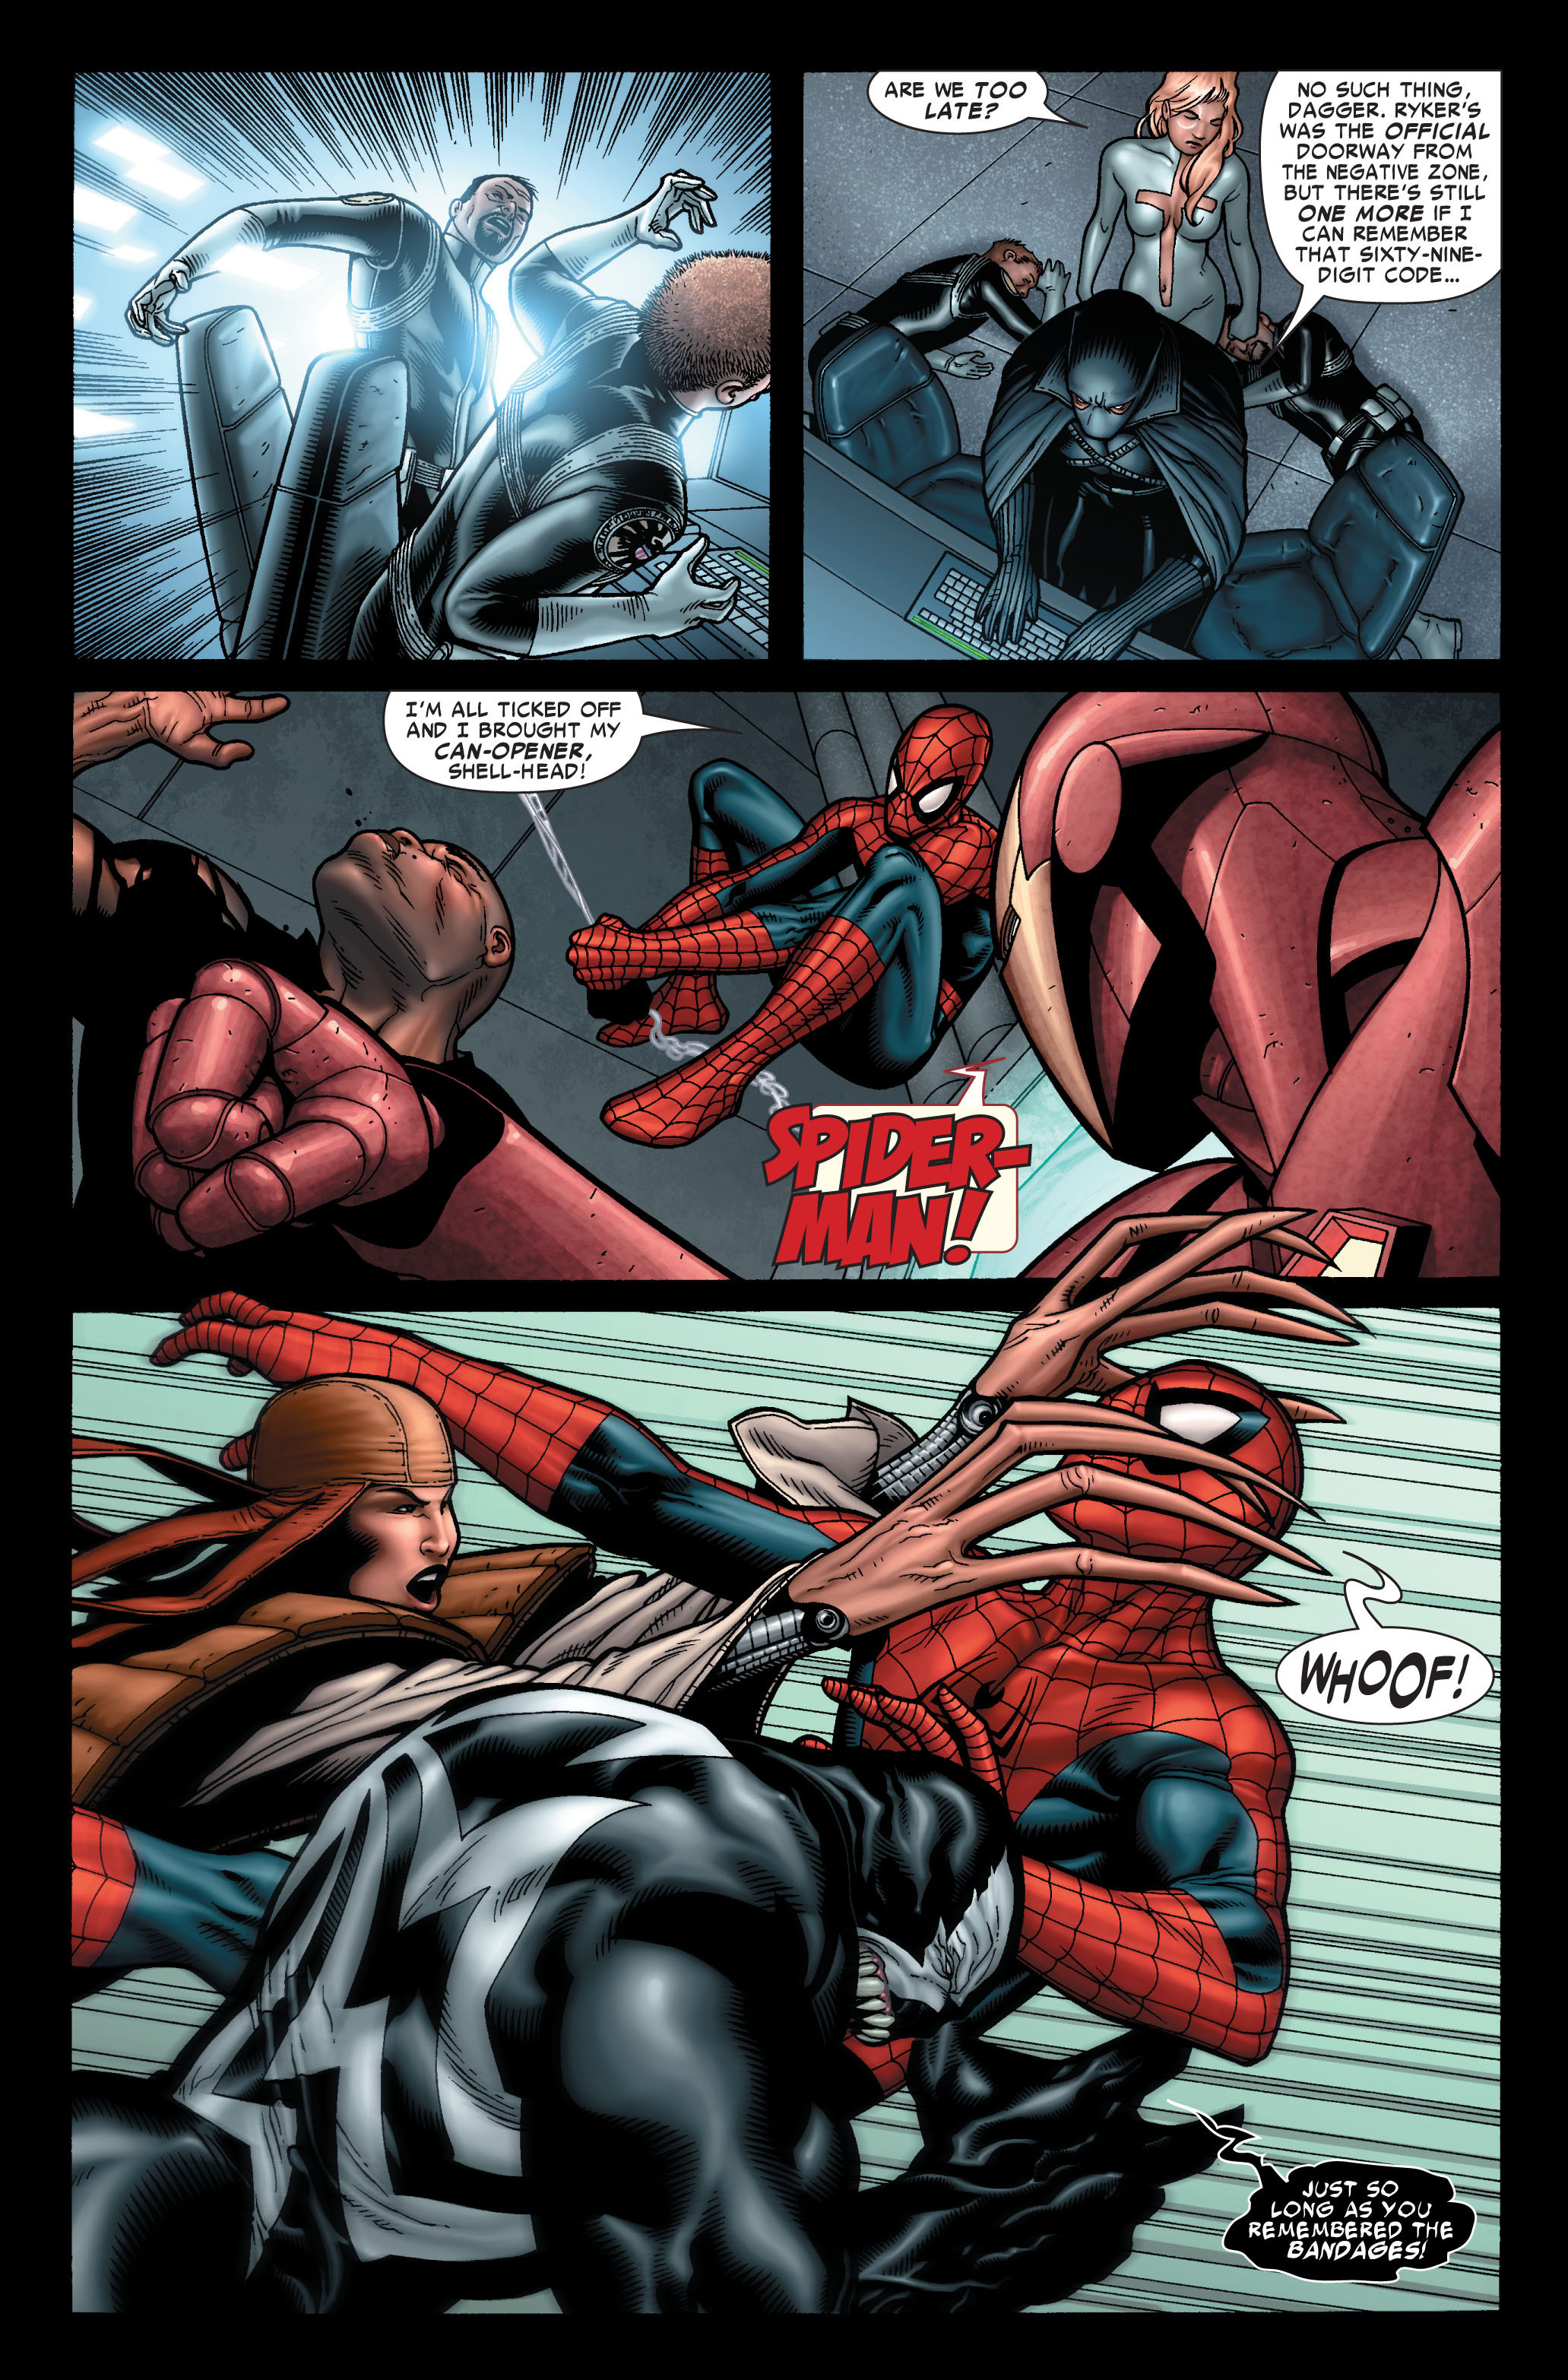 ARE WE TOO
LATE?
NO SUCH THING,
DAGGER. RYKER'S
WAS THE OFFICIAL
DOORWAY FROM
THE NEGATIVE ZONE,
BUT THERE'S STILL
ONE MORE IF I
CAN REMEMBER
THAT SIXTY-NINE-
DIGIT CODE...
I'M ALL TICKED OFF
AND I BROUGHT MY
CAN-OPENER,
SHELL-HEAD!
SPIDER-
MAN!
WHOOF!
JUST SO
LONG AS YOU
REMEMBERED THE
BANDAGES!